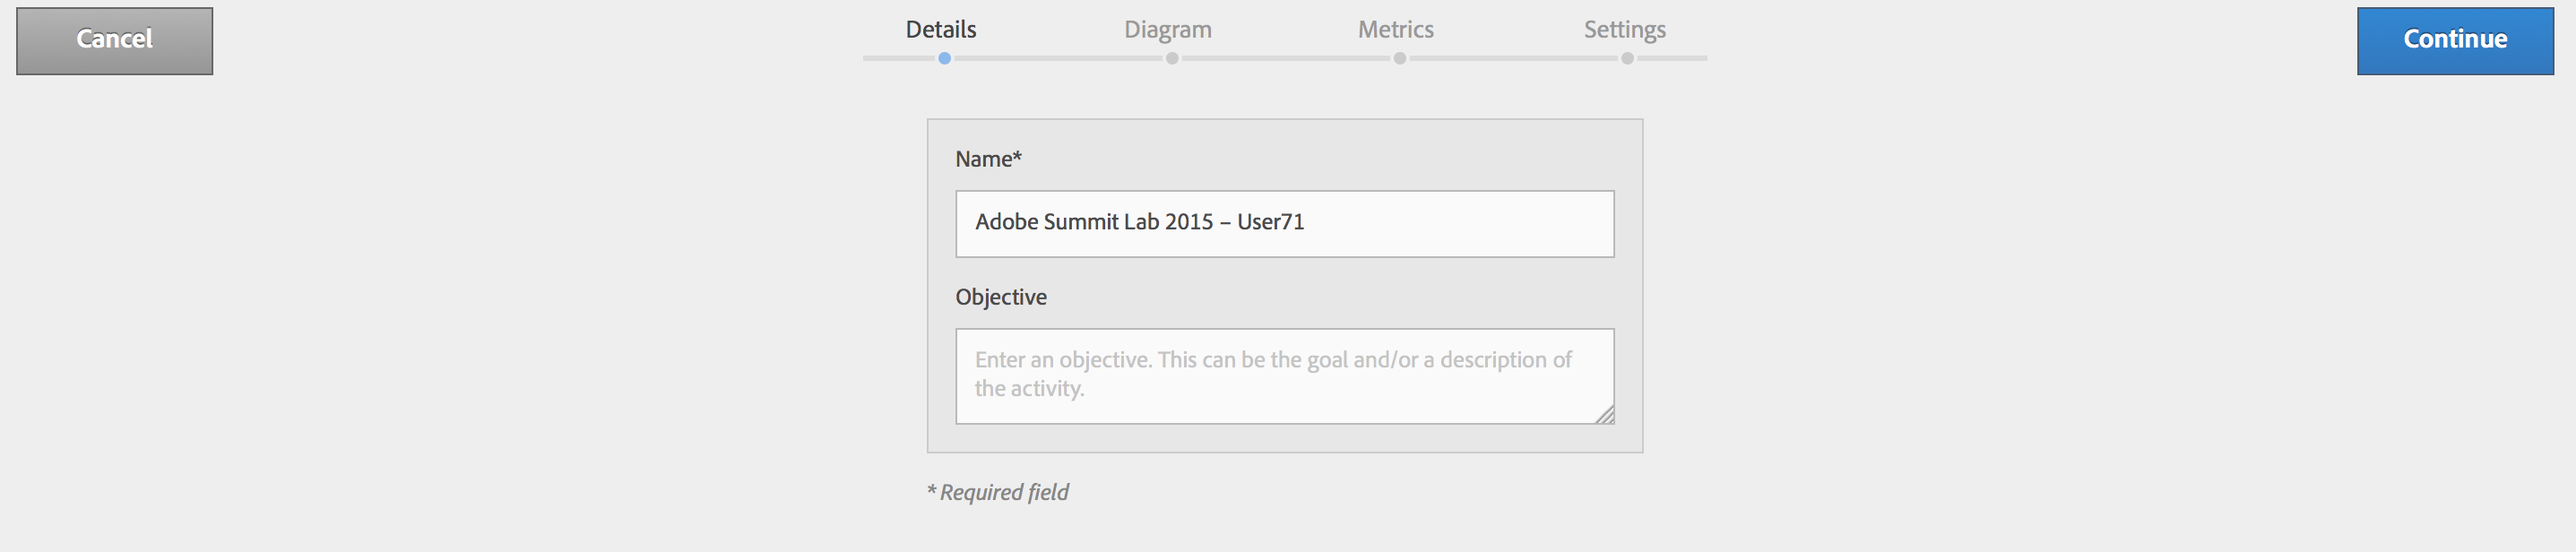 Cancel
Details
Diagram
Metrics
Settings
Continue
Name*
Adobe Summit Lab 2015 – User71
Objective
Enter an objective. This can be the goal and/or a description of
the activity.
* Required field